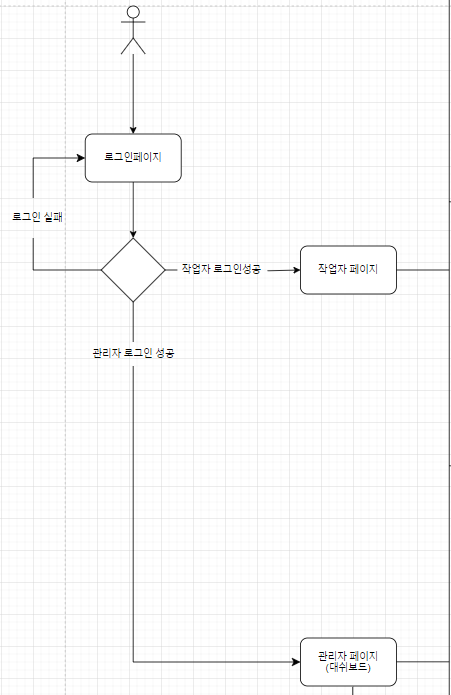 로그인페이지
로그인 실패
작업자 로그인성공
작업자 페이지
관리자 로그인 성공
관리자 페이지
(대쉬보드)